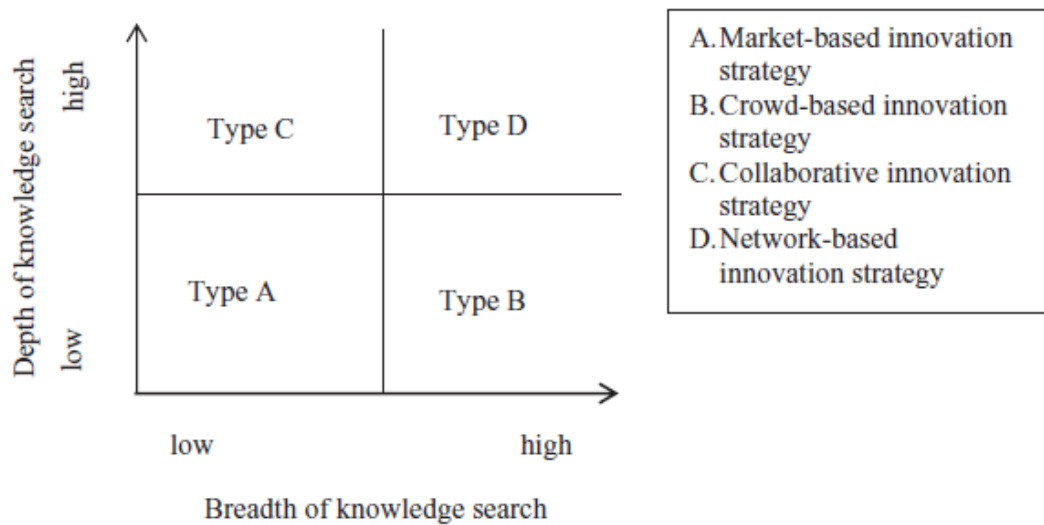 Depth of knowledge search
high
low
Type C
Type D
Type A
Type B
low
high
Breadth of knowledge search
A. Market-based innovation
strategy
B. Crowd-based innovation
strategy
C. Collaborative innovation
strategy
D. Network-based
innovation strategy